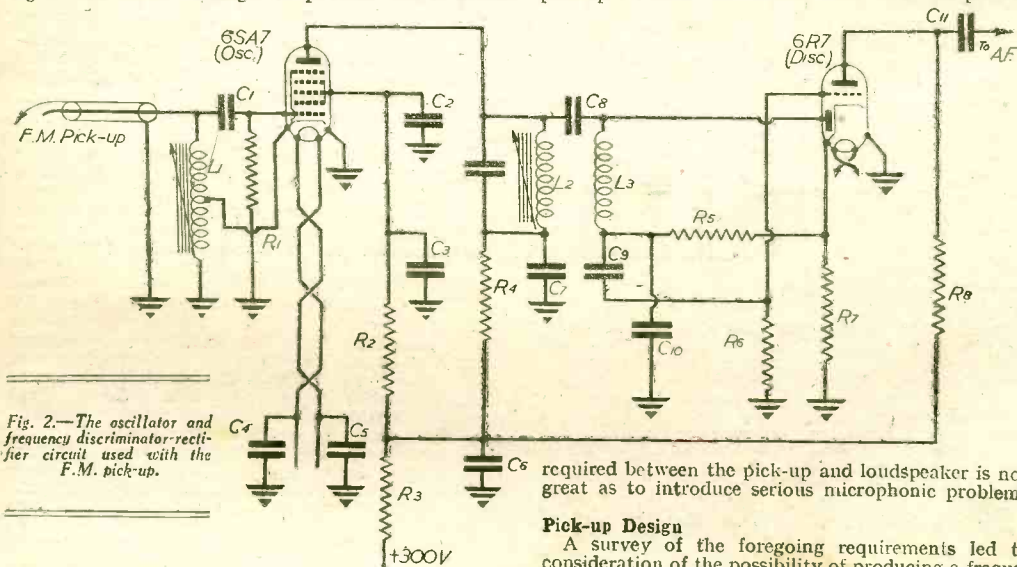 6SA7
(Osc.)
6R7
(Disc.)
C11
To
A.F.
F.M. Pick-up
C1
L1
R1
C2
C3
C8
L2
L3
R5
C9
R4
C7
R2
C10
R6
R7
R8
C4
C5
C6
R3
+300V
Fig. 2.—The oscillator and
frequency discriminator-recti-
fier circuit used with the
F.M. pick-up.
required between the pick-up and loudspeaker is no
great as to introduce serious microphonic problem
Pick-up Design
A survey of the foregoing requirements led t
consideration of the possibility of producing a frequ